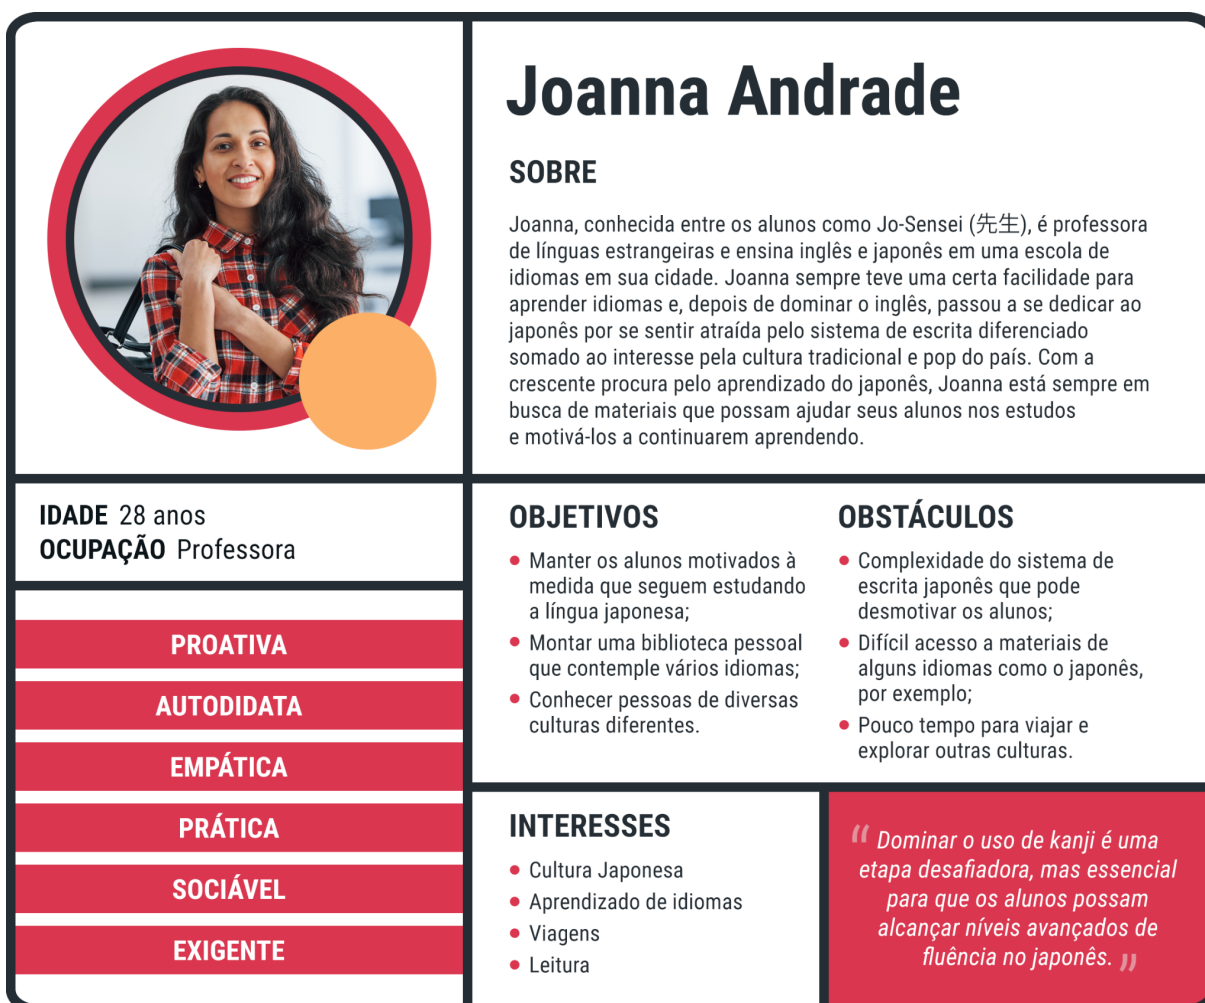 Joanna Andrade
SOBRE
Joanna, conhecida entre os alunos como Jo-Sensei (先生), é professora
de línguas estrangeiras e ensina inglês e japonês em uma escola de
idiomas em sua cidade. Joanna sempre teve uma certa facilidade para
aprender idiomas e, depois de dominar o inglês, passou a se dedicar ao
japonês por se sentir atraída pelo sistema de escrita diferenciado
somado ao interesse pela cultura tradicional e pop do país. Com a
crescente procura pelo aprendizado do japonês, Joanna está sempre em
busca de materiais que possam ajudar seus alunos nos estudos
e motivá-los a continuarem aprendendo.
IDADE 28 anos
OCUPAÇÃO Professora
PROATIVA
AUTODIDATA
EMPÁTICA
PRÁTICA
SOCIÁVEL
EXIGENTE
OBJETIVOS
• Manter os alunos motivados à
medida que seguem estudando
a língua japonesa;
• Montar uma biblioteca pessoal
que contemple vários idiomas;
• Conhecer pessoas de diversas
culturas diferentes.
OBSTÁCULOS
• Complexidade do sistema de
escrita japonês que pode
desmotivar os alunos;
• Difícil acesso a materiais de
alguns idiomas como o japonês,
por exemplo;
• Pouco tempo para viajar e
explorar outras culturas.
INTERESSES
• Cultura Japonesa
• Aprendizado de idiomas
• Viagens
• Leitura
“ Dominar o uso de kanji é uma
etapa desafiadora, mas essencial
para que os alunos possam
alcançar níveis avançados de
fluência no japonês. ”